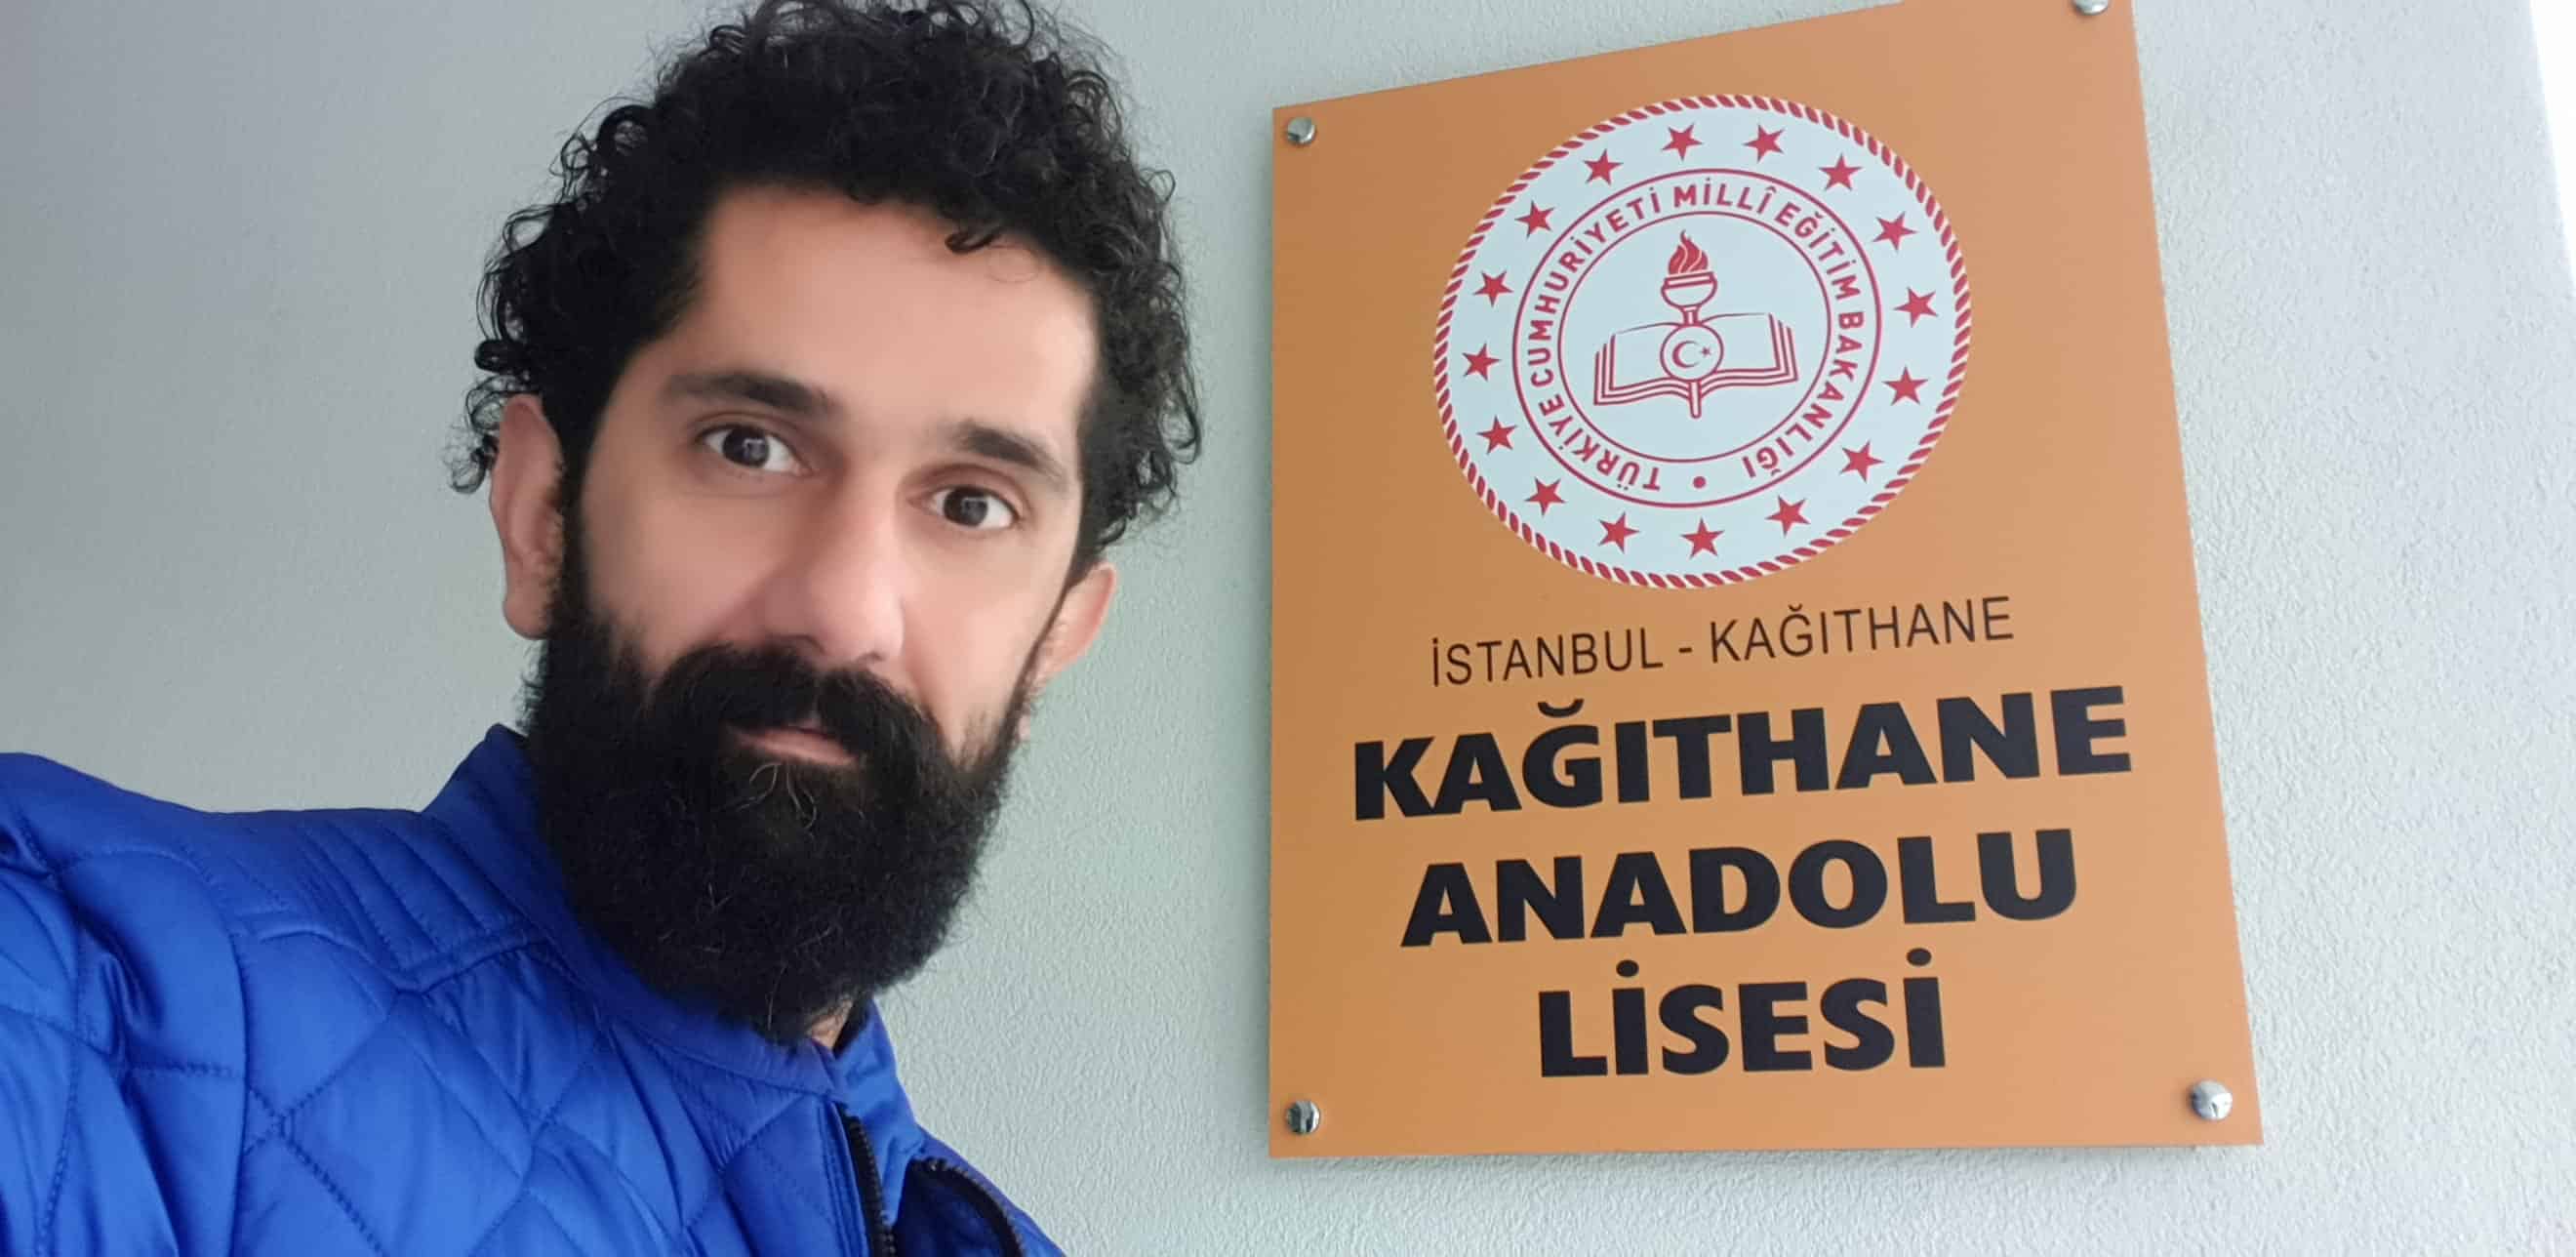 TÜRKİYE CUMHURİYETİ MİLLÎ EĞİTİM BAKANLIĞI
İSTANBUL - KAĞITHANE
KAĞITHANE
ANADOLU
LİSESİ